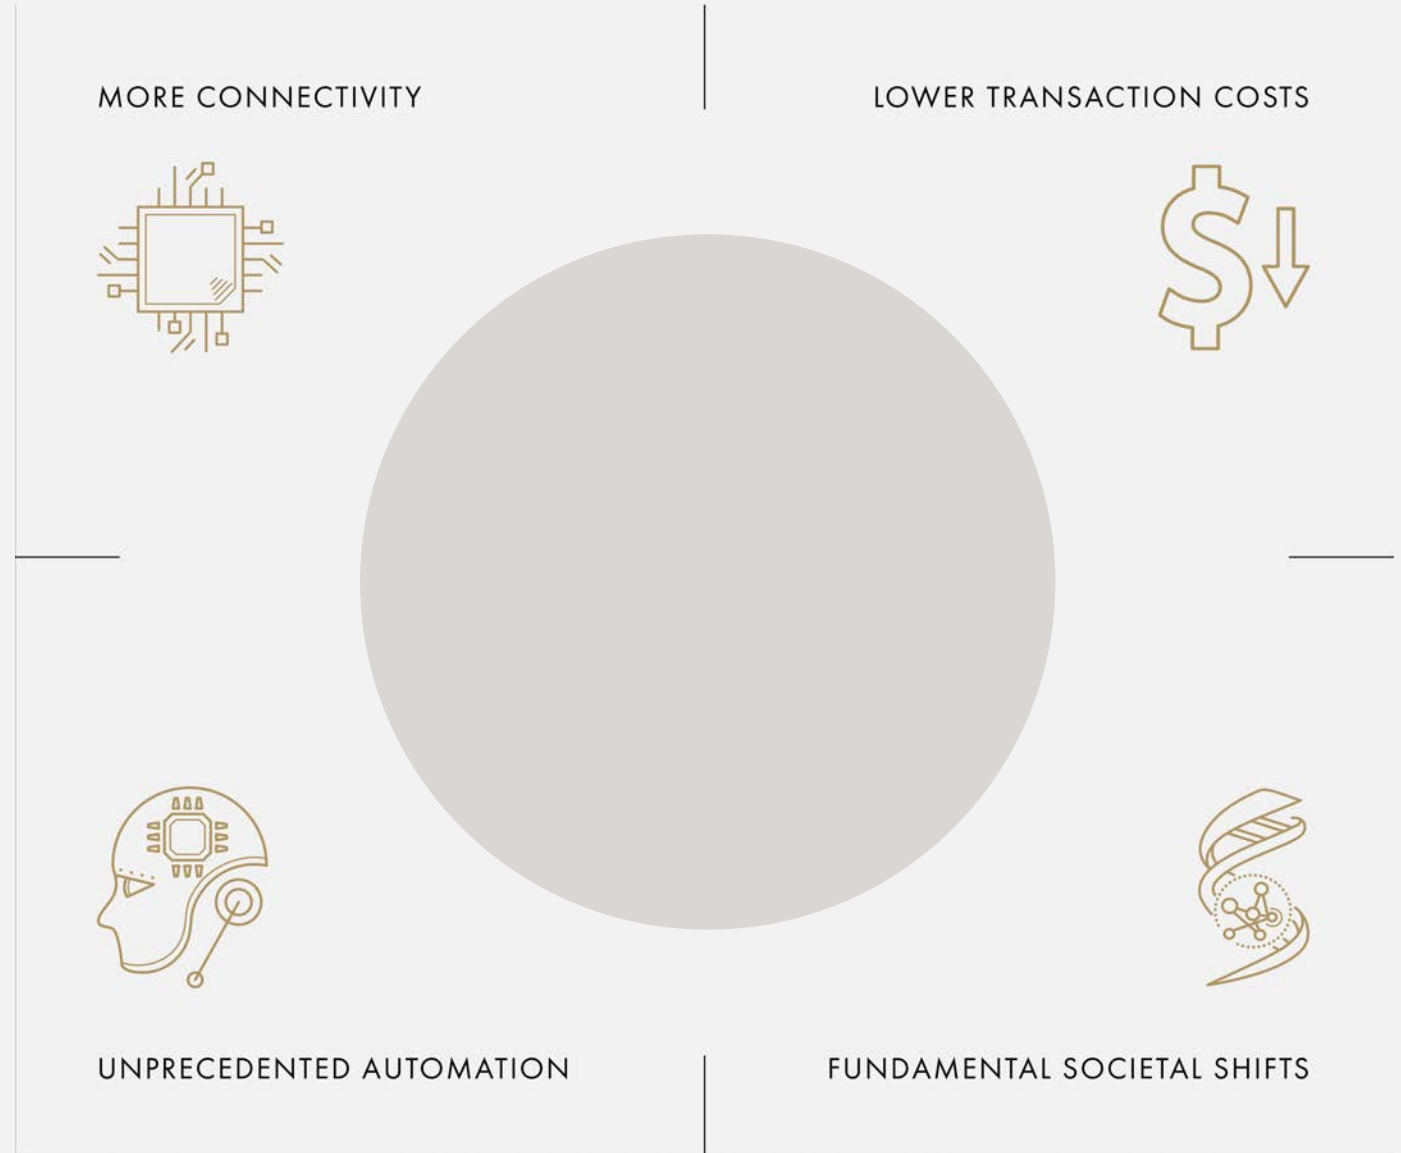 MORE CONNECTIVITY
LOWER TRANSACTION COSTS
UNPRECEDENTED AUTOMATION
FUNDAMENTAL SOCIETAL SHIFTS